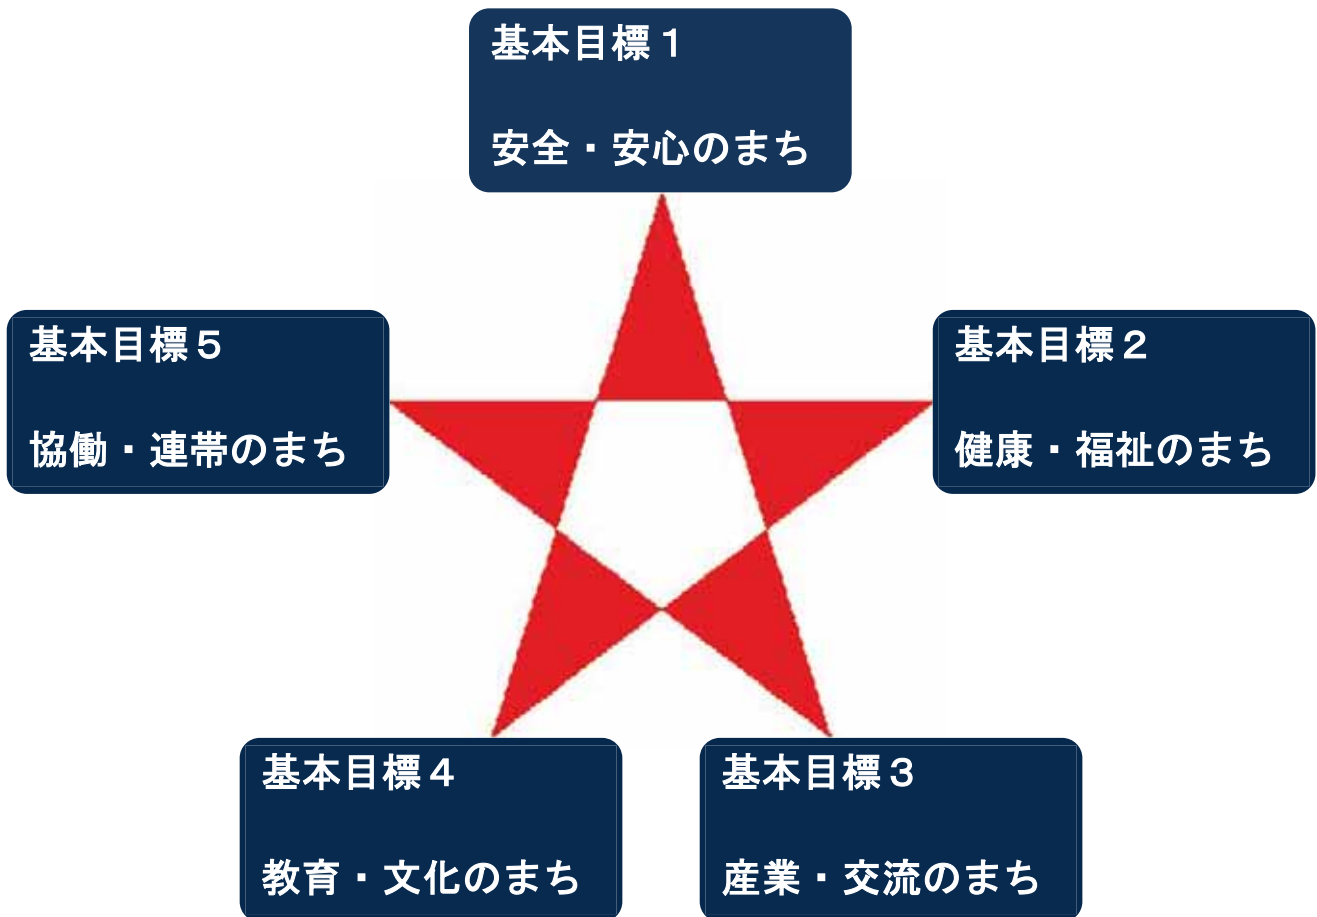 基本目標１
安全・安心のまち
基本目標５
協働・連帯のまち
基本目標２
健康・福祉のまち
基本目標４
教育・文化のまち
基本目標３
産業・交流のまち